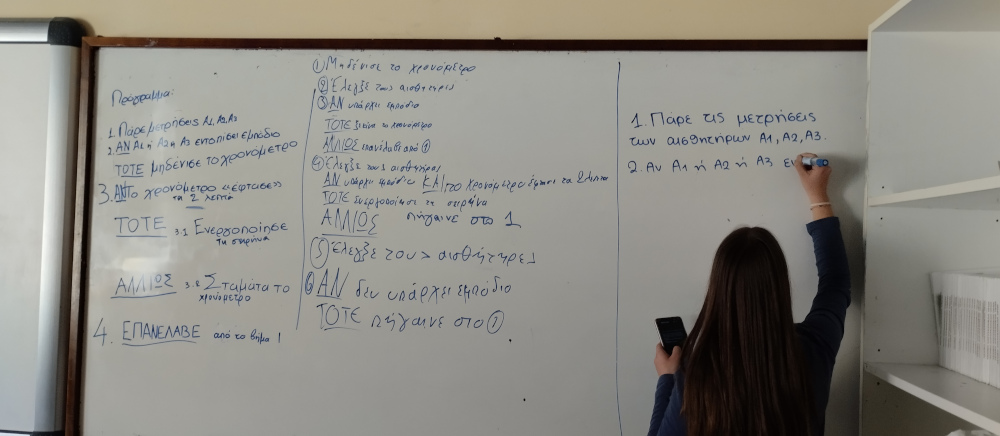 Πρόγραμμα:
1. Πάρε μετρήσεις Α1, Α2, Α3
2. ΑΝ Α1 ή Α2 ή Α3 εντοπίσει εμπόδιο
ΤΟΤΕ μηδένισε το χρονόμετρο
3. ΑΝ το χρονόμετρο «έφτασε»
τα 2 λεπτά
ΤΟΤΕ 3.1 Ενεργοποίησε
τη σειρήνα
ΑΛΛΙΩΣ 3.2 Σταμάτα το
χρονόμετρο
4. ΕΠΑΝΕΛΑΒΕ από το βήμα 1
① Μηδένισε το χρονόμετρο
② Έλεγξε τους αισθητήρες
③ ΑΝ υπάρχει εμπόδιο
ΤΟΤΕ ξεκίνα το χρονόμετρο
ΑΛΛΙΩΣ επανέλαβε από ①
④ Έλεγξε τους αισθητήρες
ΑΝ υπάρχει εμπόδιο ΚΑΙ το χρονόμετρο έφτασε τα 2 λεπτα
ΤΟΤΕ ενεργοποίησε τη σειρήνα
ΑΛΛΙΩΣ πήγαινε στο 1
⑤ Έλεγξε τους αισθητήρες
⑥ ΑΝ δεν υπάρχει εμπόδιο
ΤΟΤΕ πήγαινε στο ①
1. Παρε τις μετρήσεις
των αισθητήρων Α1, Α2, Α3.
2. Αν Α1 ή Α2 ή Α3 εν